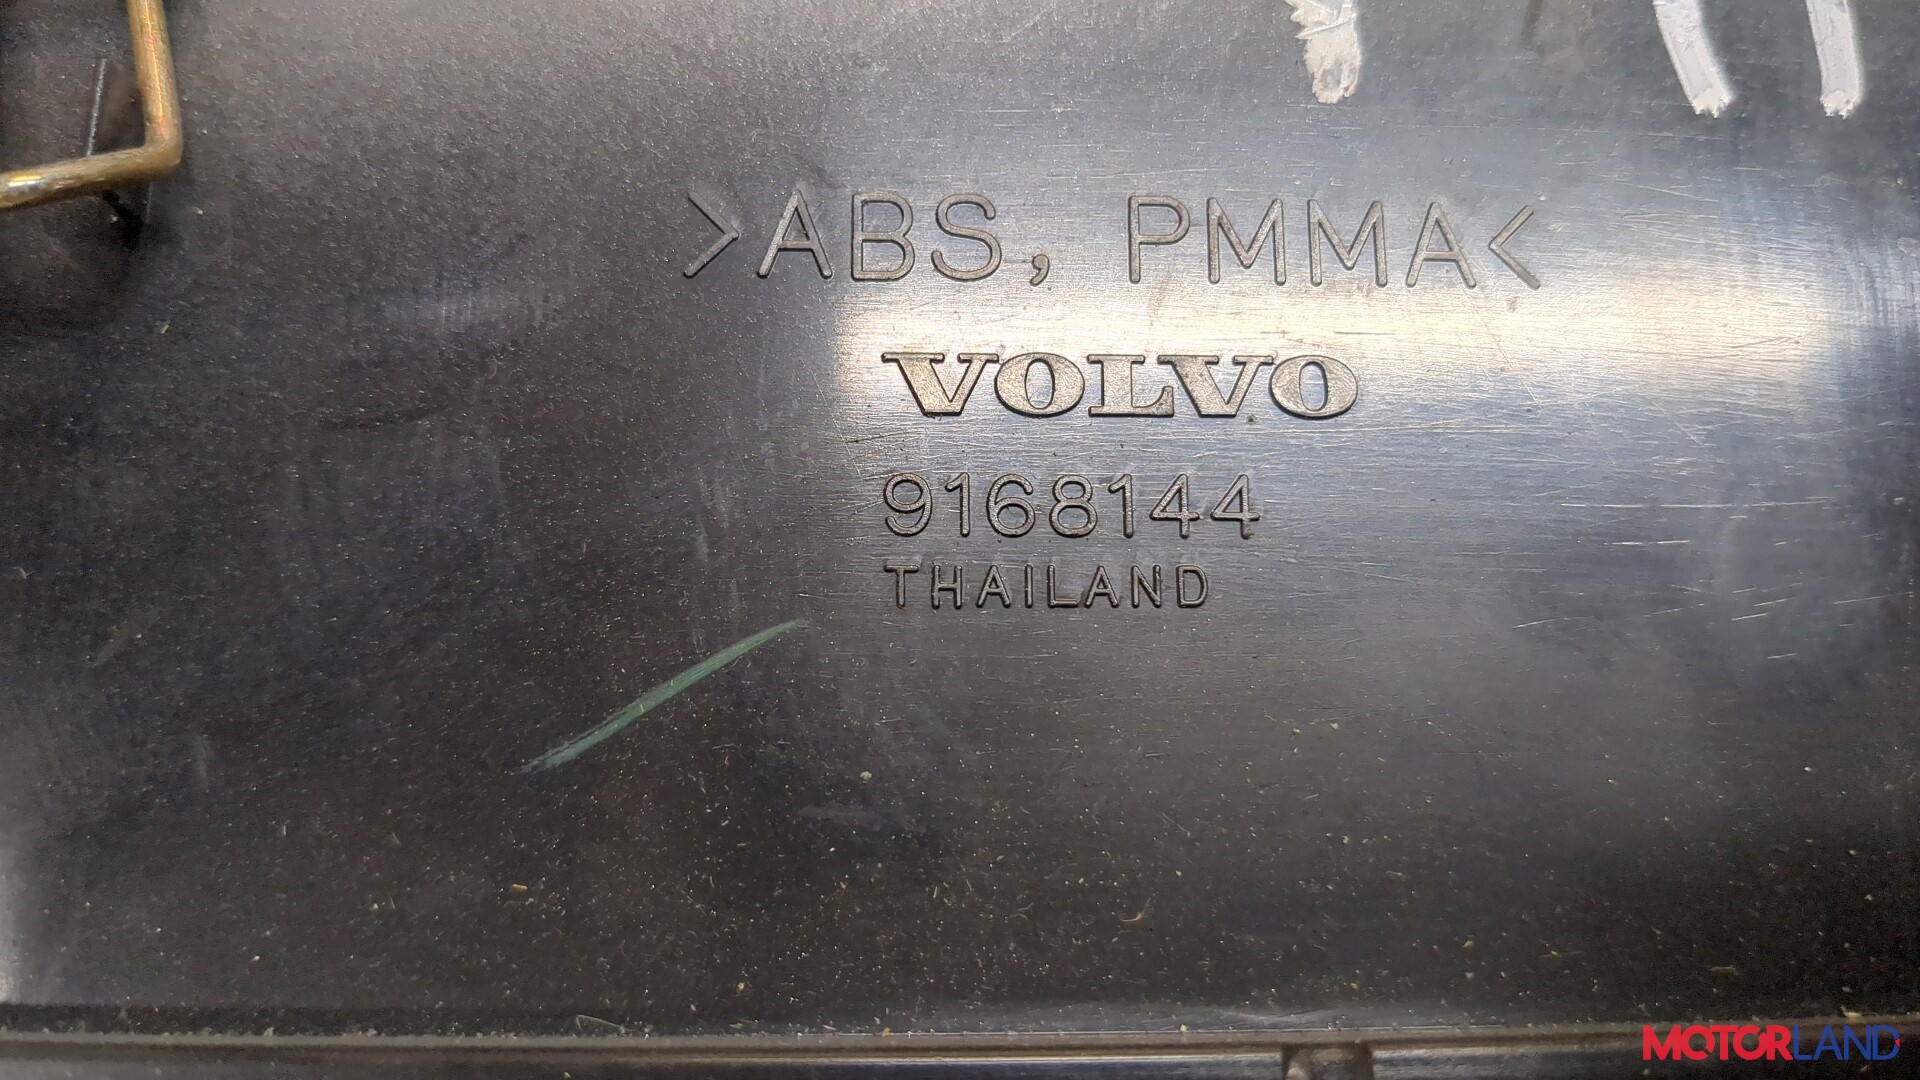 >ABS, PMMA<
VOLVO
9168144
THAILAND
MOTORLAND